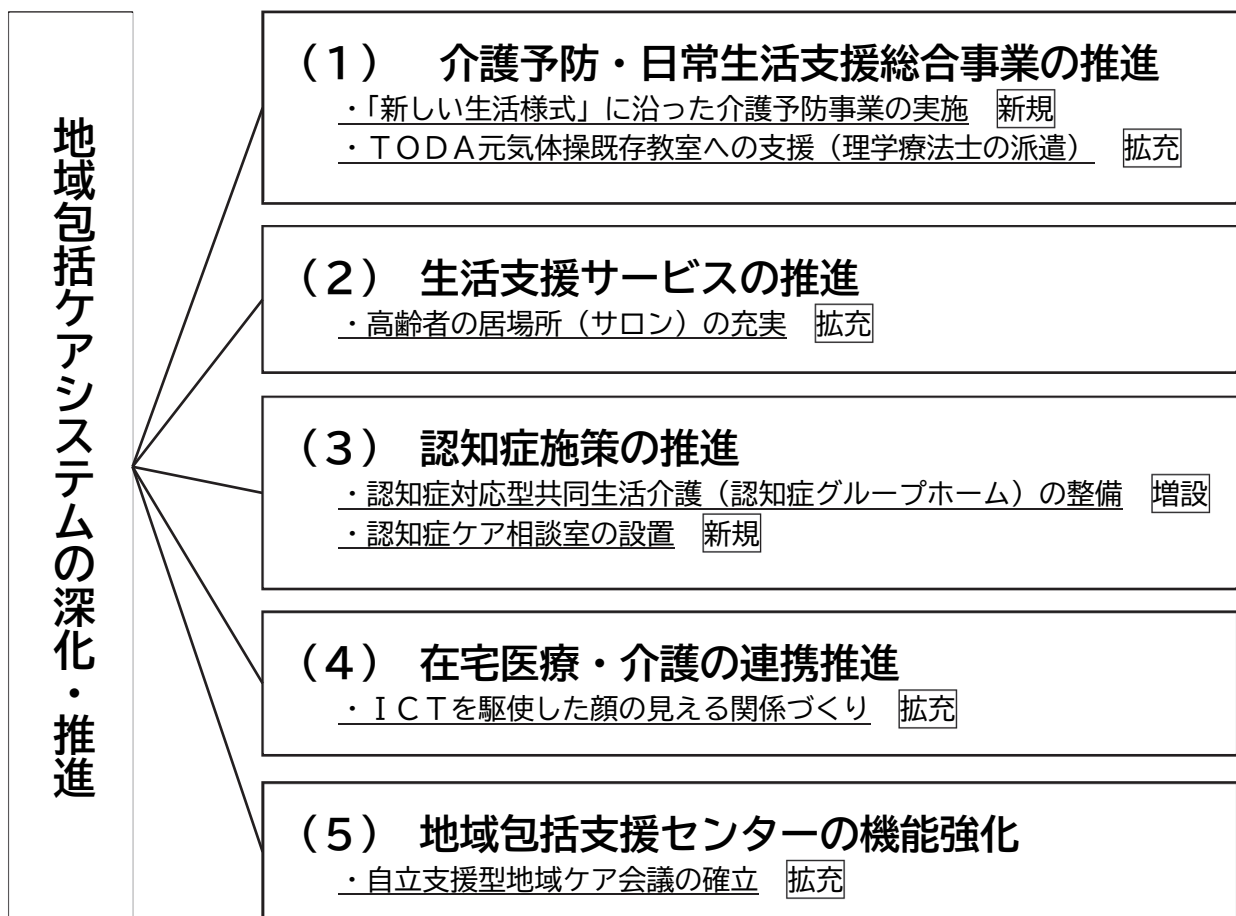 地域包括ケアシステムの深化・推進
（１）　介護予防・日常生活支援総合事業の推進
・「新しい生活様式」に沿った介護予防事業の実施　新規
・ＴＯＤＡ元気体操既存教室への支援（理学療法士の派遣）　拡充
（２）　生活支援サービスの推進
・高齢者の居場所（サロン）の充実　拡充
（３）　認知症施策の推進
・認知症対応型共同生活介護（認知症グループホーム）の整備　増設
・認知症ケア相談室の設置　新規
（４）　在宅医療・介護の連携推進
・ＩＣＴを駆使した顔の見える関係づくり　拡充
（５）　地域包括支援センターの機能強化
・自立支援型地域ケア会議の確立　拡充